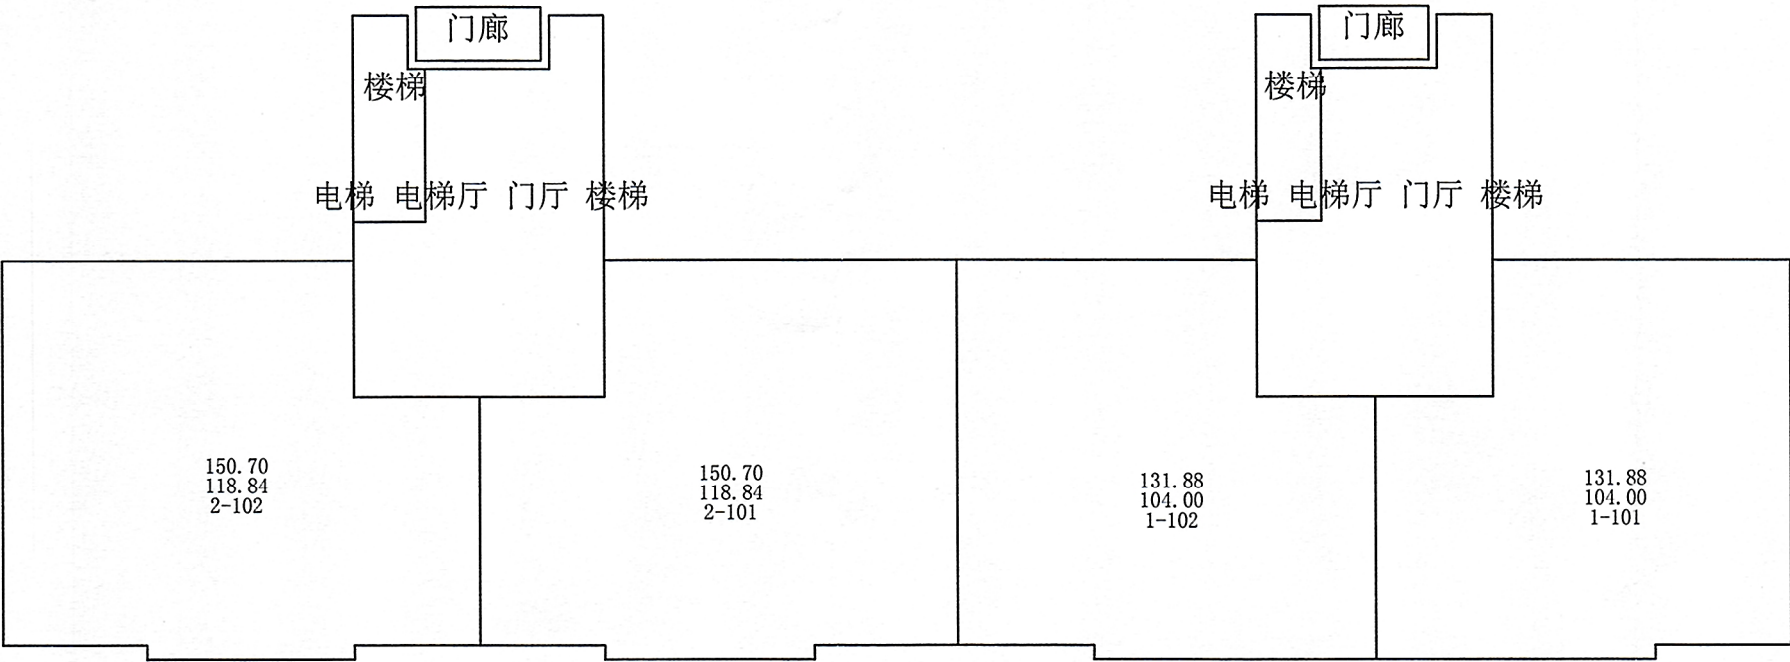 门廊
门廊
楼梯
楼梯
电梯 电梯厅 门厅 楼梯
电梯 电梯厅 门厅 楼梯
150.70
118.84
2-102
150.70
118.84
2-101
131.88
104.00
1-102
131.88
104.00
1-101